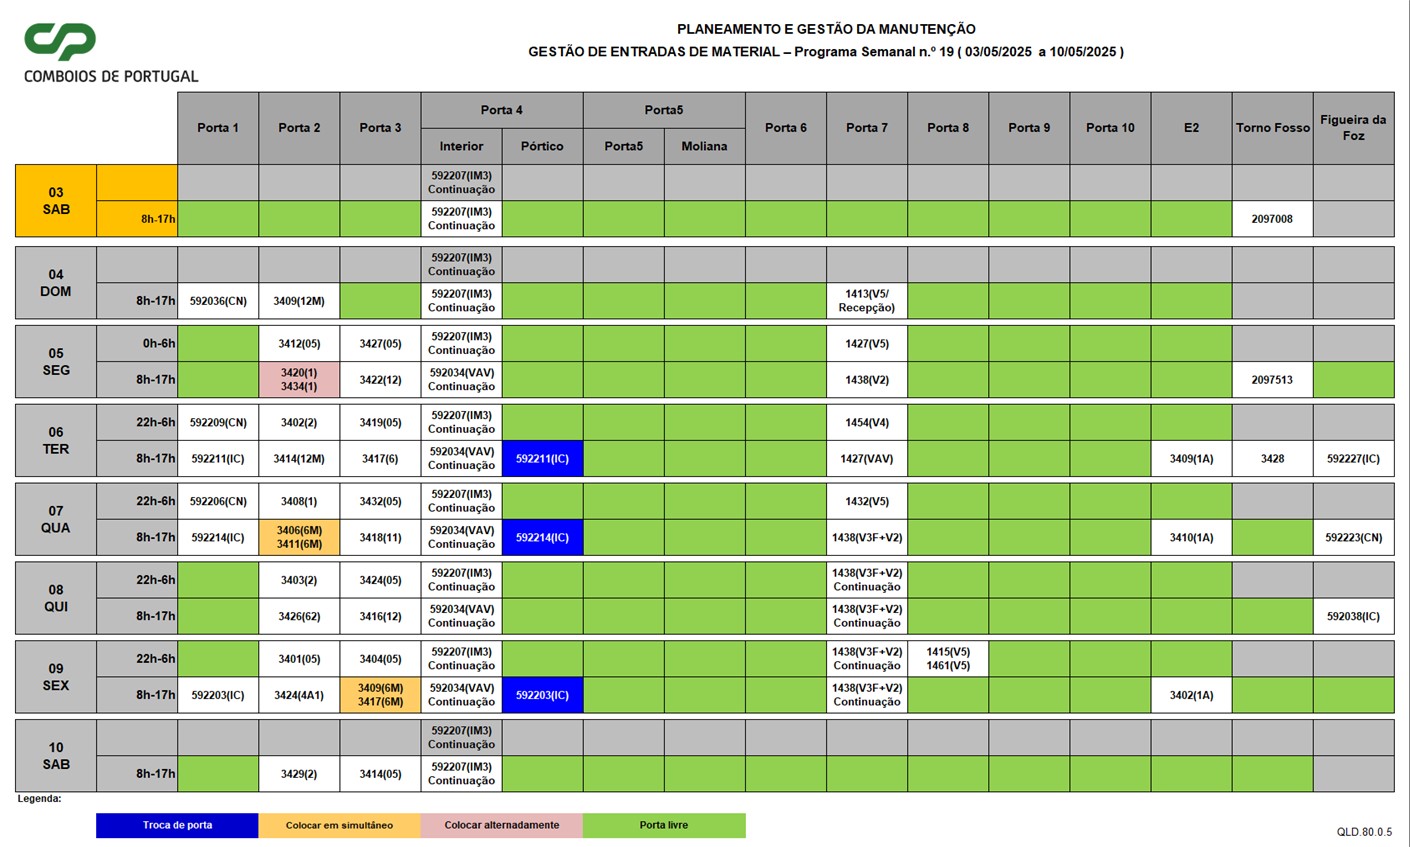 CP
COMBOIOS DE PORTUGAL
PLANEAMENTO E GESTÃO DA MANUTENÇÃO
GESTÃO DE ENTRADAS DE MATERIAL – Programa Semanal n.º 19 ( 03/05/2025 a 10/05/2025 )
Porta 1 Porta 2 Porta 3 Porta 4 Porta5 Porta 6 Porta 7 Porta 8 Porta 9 Porta 10 E2 Torno Fosso Figueira da
Foz
Interior Pórtico Porta5 Moliana
03
SAB
592207(IM3)
Continuação
8h-17h 592207(IM3) 2097008
Continuação
04
DOM
592207(IM3)
Continuação
8h-17h 592036(CN) 3409(12M) 592207(IM3) 1413(V5/
Continuação Recepção)
05
SEG
0h-6h 3412(05) 3427(05) 592207(IM3) 1427(V5)
Continuação
8h-17h 3420(1) 3422(12) 592034(VAV) 1438(V2) 2097513
3434(1) Continuação
06
TER
22h-6h 592209(CN) 3402(2) 3419(05) 592207(IM3) 1454(V4)
Continuação
8h-17h 592211(IC) 3414(12M) 3417(6) 592034(VAV) 592211(IC) 1427(VAV) 3409(1A) 3428 592227(IC)
Continuação
07
QUA
22h-6h 592206(CN) 3408(1) 3432(05) 592207(IM3) 1432(V5)
Continuação
8h-17h 592214(IC) 3406(6M) 3418(11) 592034(VAV) 592214(IC) 1438(V3F+V2) 3410(1A) 592223(CN)
3411(6M) Continuação
08
QUI
22h-6h 3403(2) 3424(05) 592207(IM3) 1438(V3F+V2)
Continuação Continuação
8h-17h 3426(62) 3416(12) 592034(VAV) 1438(V3F+V2) 592038(IC)
Continuação Continuação
09
SEX
22h-6h 3401(05) 3404(05) 592207(IM3) 1438(V3F+V2) 1415(V5)
Continuação Continuação 1461(V5)
8h-17h 592203(IC) 3424(4A1) 3409(6M) 592034(VAV) 592203(IC) 1438(V3F+V2) 3402(1A)
3417(6M) Continuação Continuação
10
SAB
592207(IM3)
Continuação
8h-17h 3429(2) 3414(05) 592207(IM3)
Continuação
Legenda:
Troca de porta Colocar em simultáneo Colocar alternadamente Porta livre
QLD.80.0.5